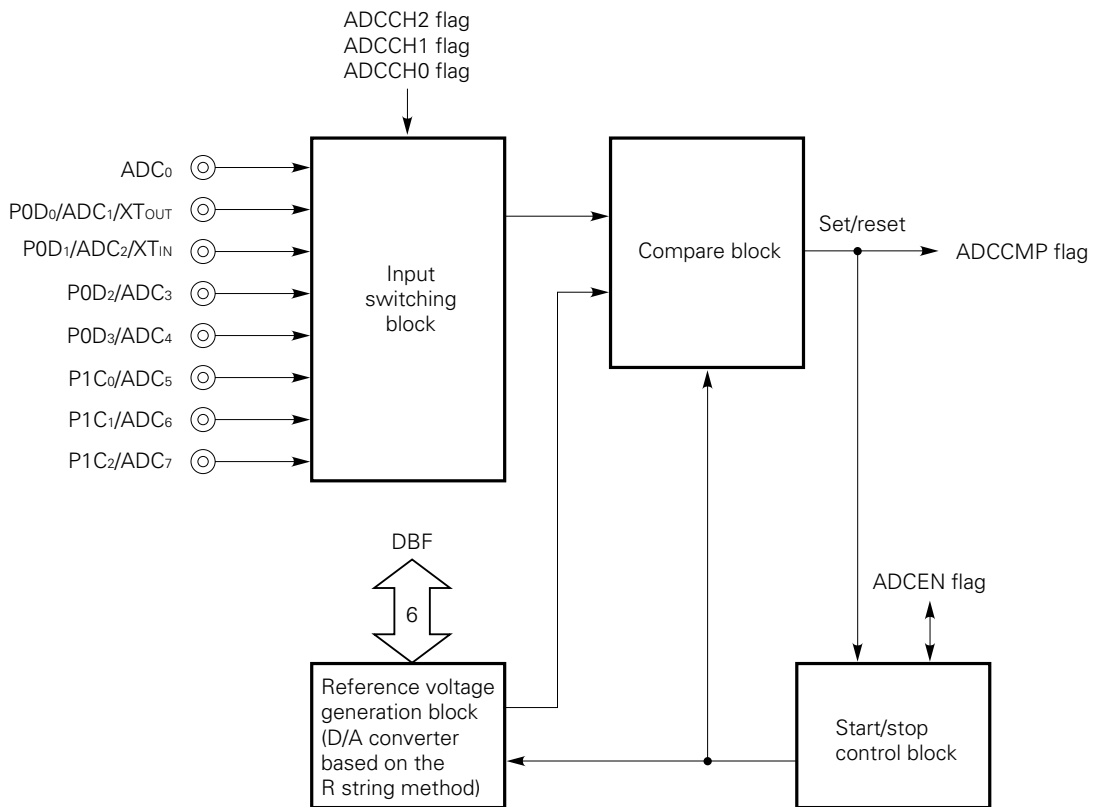 ADCCH2 flag
ADCCH1 flag
ADCCH0 flag
ADC₀
P0D₀/ADC₁/XTOUT
P0D₁/ADC₂/XTIN
P0D₂/ADC₃
P0D₃/ADC₄
P1C₀/ADC₅
P1C₁/ADC₆
P1C₂/ADC₇
Input
switching
block
Compare block
Set/reset
ADCCMP flag
DBF
6
ADCEN flag
Reference voltage
generation block
(D/A converter
based on the
R string method)
Start/stop
control block